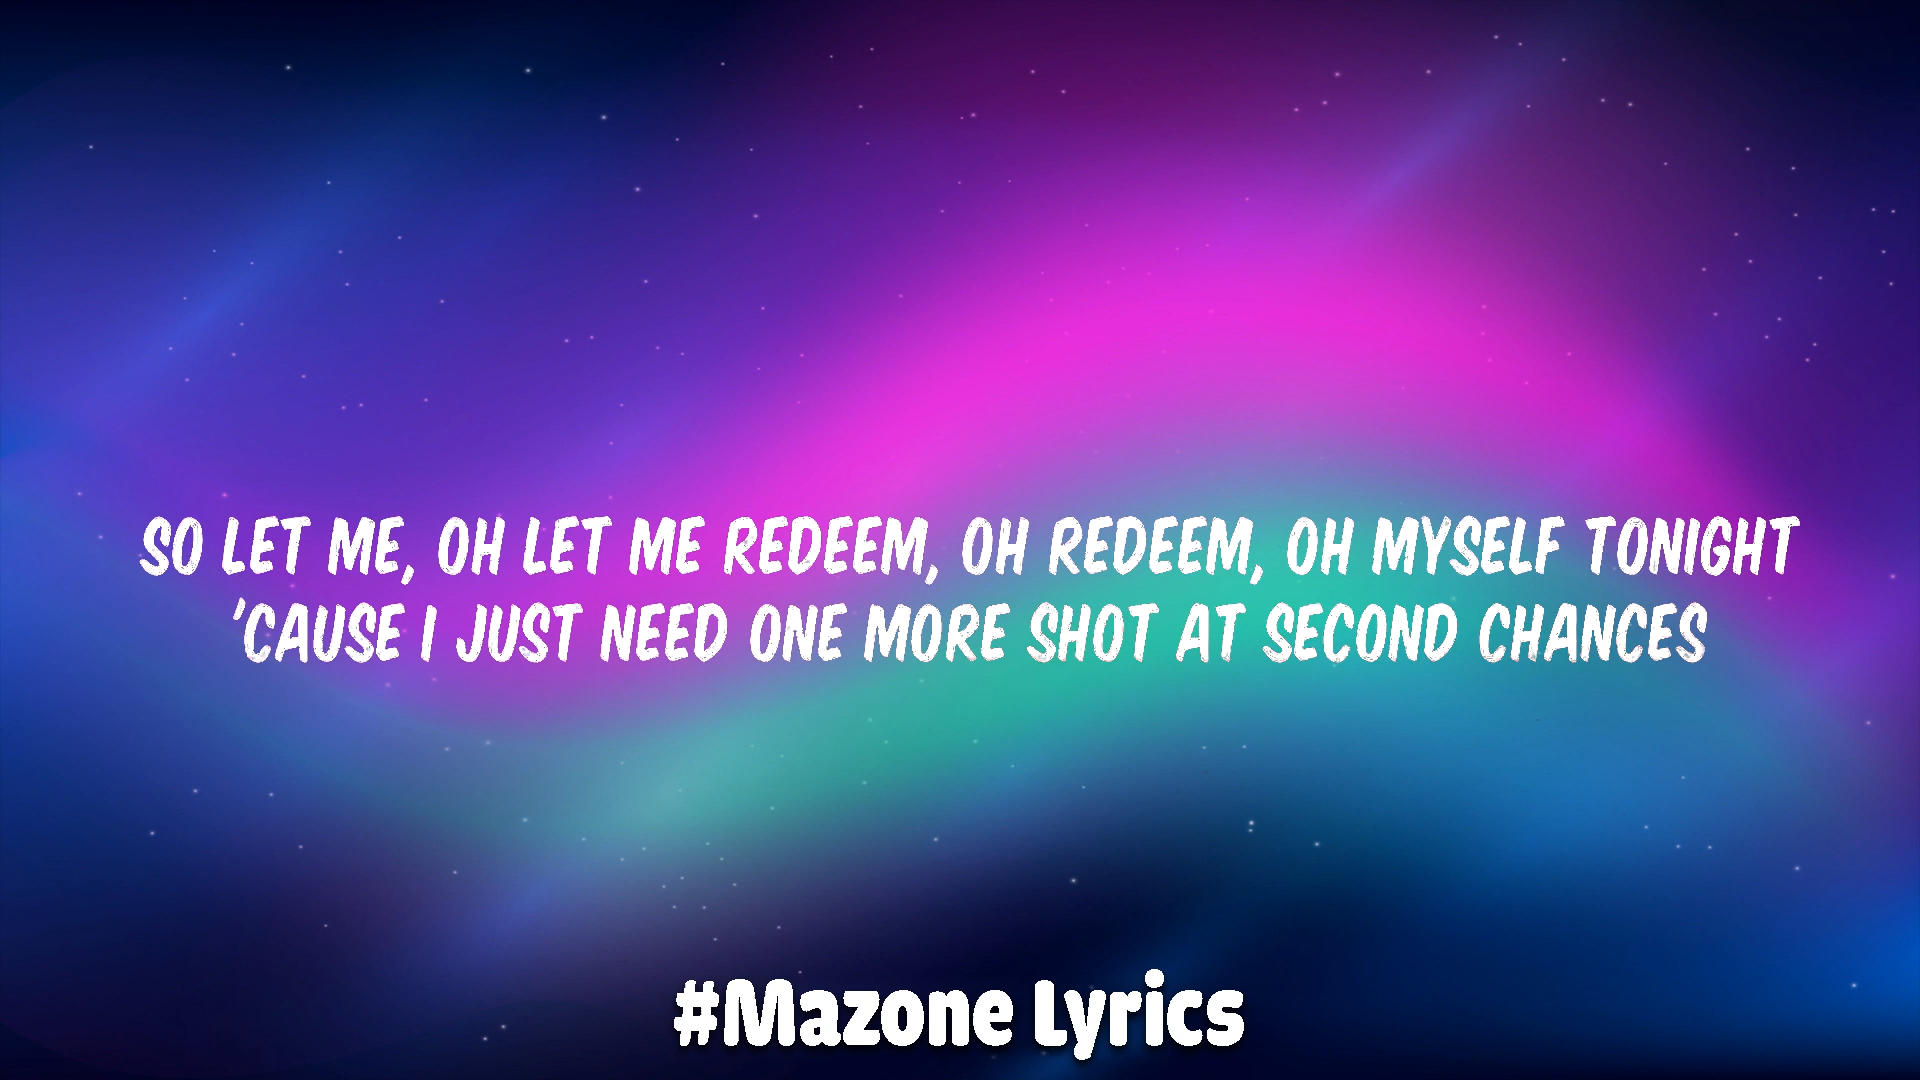 SO LET ME, OH LET ME REDEEM, OH REDEEM, OH MYSELF TONIGHT
'CAUSE I JUST NEED ONE MORE SHOT AT SECOND CHANCES
#Mazone Lyrics